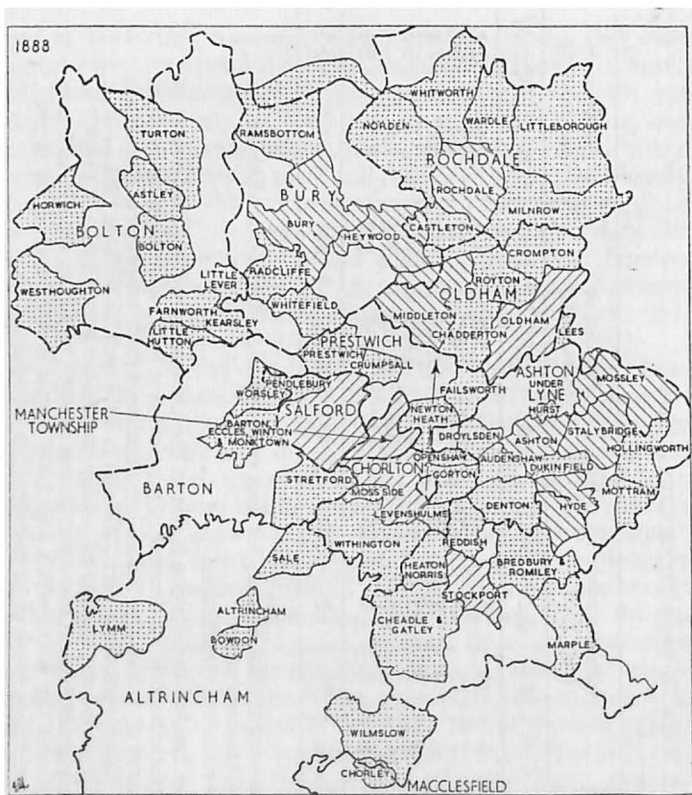 1888
WHITWORTH
TURTON
RAMSBOTTOM
NORDEN
WARDLE
LITTLEBOROUGH
ROCHDALE
ROCHDALE
ASTLEY
BURY
HORWICH
BURY
MILNROW
BOLTON
BOLTON
HEYWOOD
CASTLETON
CROMPTON
LITTLE
LEVER
RADCLIFFE
ROYTON
WESTHOUGHTON
OLDHAM
FARNWORTH
WHITEFIELD
MIDDLETON
OLDHAM
KEARSLEY
CHADDERTON
LEES
LITTLE
HUTTON
PRESTWICH
PRESTWICH
CRUMPSALL
ASHTON
UNDER
LYNE
HURST
MOSSLEY
PENDLEBURY
WORSLEY
FAILSWORTH
MANCHESTER
TOWNSHIP
SALFORD
NEWTON
HEATH
BARTON,
ECCLES, WINTON
& MONKTOWN
DROYLSDEN
ASHTON
STALYBRIDGE
OPENSHAW
AUDENSHAW
HOLLINGWORTH
CHORLTON
GORTON
DUKINFIELD
BARTON
STRETFORD
MOSS SIDE
MOTTRAM
LEVENSHULME
DENTON
HYDE
WITHINGTON
REDDISH
SALE
HEATON
NORRIS
BREDBURY &
ROMILEY
STOCKPORT
ALTRINCHAM
CHEADLE &
GATLEY
LYMM
BOWDON
MARPLE
ALTRINCHAM
WILMSLOW
CHORLEY
MACCLESFIELD